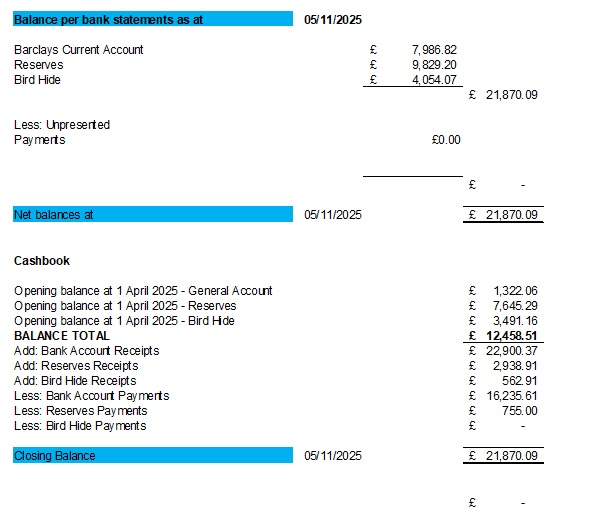 Balance per bank statements as at 05/11/2025
Barclays Current Account £ 7,986.82
Reserves £ 9,829.20
Bird Hide £ 4,054.07
£ 21,870.09
Less: Unpresented
Payments £0.00
£ -
Net balances at 05/11/2025 £ 21,870.09
Cashbook
Opening balance at 1 April 2025 - General Account £ 1,322.06
Opening balance at 1 April 2025 - Reserves £ 7,645.29
Opening balance at 1 April 2025 - Bird Hide £ 3,491.16
BALANCE TOTAL £ 12,458.51
Add: Bank Account Receipts £ 22,900.37
Add: Reserves Receipts £ 2,938.91
Add: Bird Hide Receipts £ 562.91
Less: Bank Account Payments £ 16,235.61
Less: Reserves Payments £ 755.00
Less: Bird Hide Payments £ -
Closing Balance 05/11/2025 £ 21,870.09
£ -